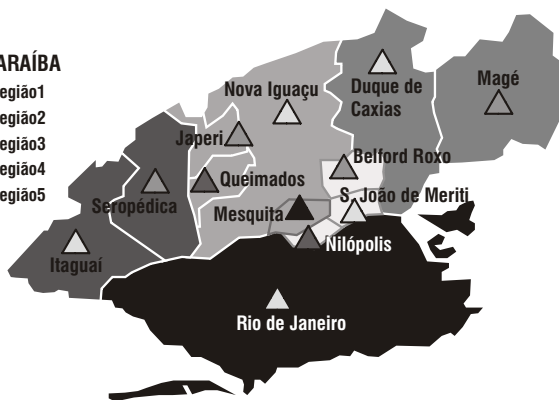 ARAÍBA
egião1
egião2
egião3
egião4
egião5
Nova Iguaçu
Duque de
Caxias
Magé
Japeri
Belford Roxo
Queimados
S. João de Meriti
Seropédica
Mesquita
Nilópolis
Itaguaí
Rio de Janeiro